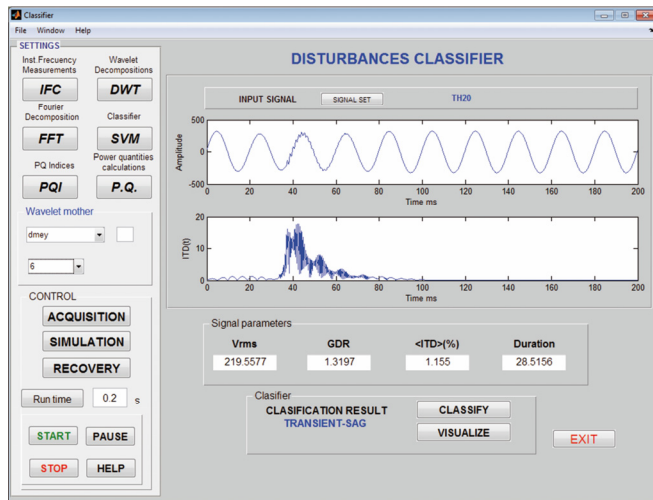 Classifier
File Window Help
SETTINGS
Inst.Frecuency Measurements
Wavelet Decompositions
IFC
DWT
Fourier Decomposition
Classifier
FFT
SVM
PQ Indices
Power quantities calculations
PQI
P.Q.
Wavelet mother
dmey
6
CONTROL
ACQUISITION
SIMULATION
RECOVERY
Run time
0.2 s
START
PAUSE
STOP
HELP
DISTURBANCES CLASSIFIER
INPUT SIGNAL
SIGNAL SET
TH20
Amplitude
500
0
-500
0 20 40 60 80 100 120 140 160 180 200
Time ms
ITD(t)
20
10
0
0 20 40 60 80 100 120 140 160 180 200
Time ms
Signal parameters
Vrms GDR <ITD>(%) Duration
219.5577 1.3197 1.155 28.5156
Clasifier
CLASIFICATION RESULT
TRANSIENT-SAG
CLASSIFY
VISUALIZE
EXIT